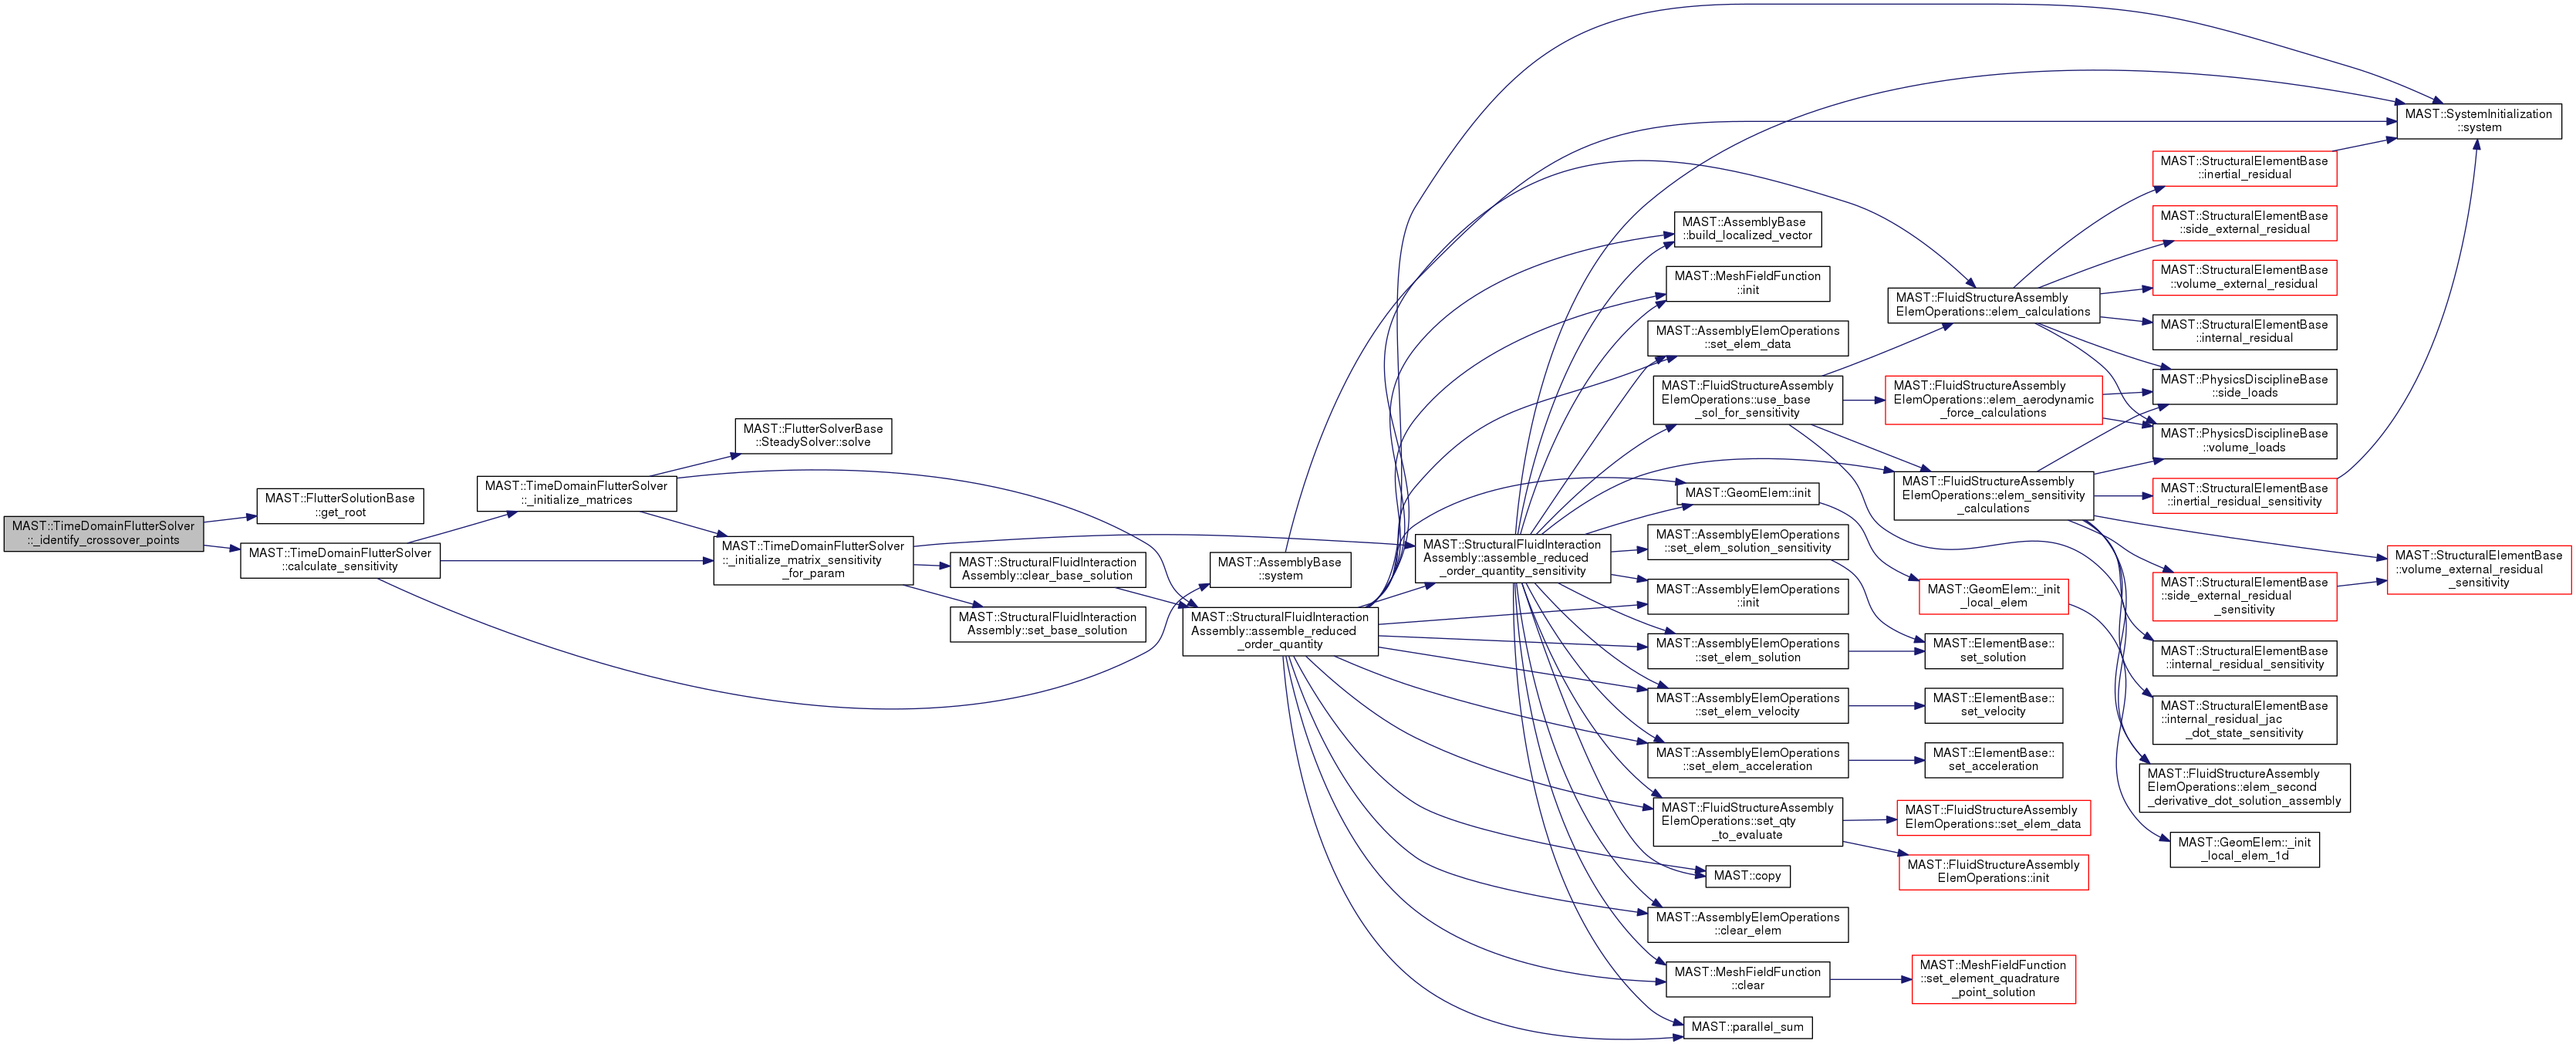 MAST::TimeDomainFlutterSolver
::_identify_crossover_points
MAST::FlutterSolutionBase
::get_root
MAST::TimeDomainFlutterSolver
::calculate_sensitivity
MAST::TimeDomainFlutterSolver
::_initialize_matrices
MAST::FlutterSolverBase
::SteadySolver::solve
MAST::TimeDomainFlutterSolver
::_initialize_matrix_sensitivity
_for_param
MAST::StructuralFluidInteraction
Assembly::clear_base_solution
MAST::StructuralFluidInteraction
Assembly::set_base_solution
MAST::AssemblyBase
::system
MAST::StructuralFluidInteraction
Assembly::assemble_reduced
_order_quantity
MAST::StructuralFluidInteraction
Assembly::assemble_reduced
_order_quantity_sensitivity
MAST::AssemblyBase
::build_localized_vector
MAST::MeshFieldFunction
::init
MAST::AssemblyElemOperations
::set_elem_data
MAST::FluidStructureAssembly
ElemOperations::use_base
_sol_for_sensitivity
MAST::GeomElem::init
MAST::AssemblyElemOperations
::set_elem_solution_sensitivity
MAST::AssemblyElemOperations
::init
MAST::AssemblyElemOperations
::set_elem_solution
MAST::AssemblyElemOperations
::set_elem_velocity
MAST::AssemblyElemOperations
::set_elem_acceleration
MAST::FluidStructureAssembly
ElemOperations::set_qty
_to_evaluate
MAST::copy
MAST::AssemblyElemOperations
::clear_elem
MAST::MeshFieldFunction
::clear
MAST::parallel_sum
MAST::FluidStructureAssembly
ElemOperations::elem_calculations
MAST::FluidStructureAssembly
ElemOperations::elem_aerodynamic
_force_calculations
MAST::FluidStructureAssembly
ElemOperations::elem_sensitivity
_calculations
MAST::GeomElem::_init
_local_elem
MAST::ElementBase::
set_solution
MAST::ElementBase::
set_velocity
MAST::ElementBase::
set_acceleration
MAST::FluidStructureAssembly
ElemOperations::set_elem_data
MAST::FluidStructureAssembly
ElemOperations::init
MAST::MeshFieldFunction
::set_element_quadrature
_point_solution
MAST::StructuralElementBase
::inertial_residual
MAST::StructuralElementBase
::side_external_residual
MAST::StructuralElementBase
::volume_external_residual
MAST::StructuralElementBase
::internal_residual
MAST::PhysicsDisciplineBase
::side_loads
MAST::PhysicsDisciplineBase
::volume_loads
MAST::StructuralElementBase
::inertial_residual_sensitivity
MAST::StructuralElementBase
::side_external_residual
_sensitivity
MAST::StructuralElementBase
::internal_residual_sensitivity
MAST::StructuralElementBase
::internal_residual_jac
_dot_state_sensitivity
MAST::FluidStructureAssembly
ElemOperations::elem_second
_derivative_dot_solution_assembly
MAST::GeomElem::_init
_local_elem_1d
MAST::SystemInitialization
::system
MAST::StructuralElementBase
::volume_external_residual
_sensitivity